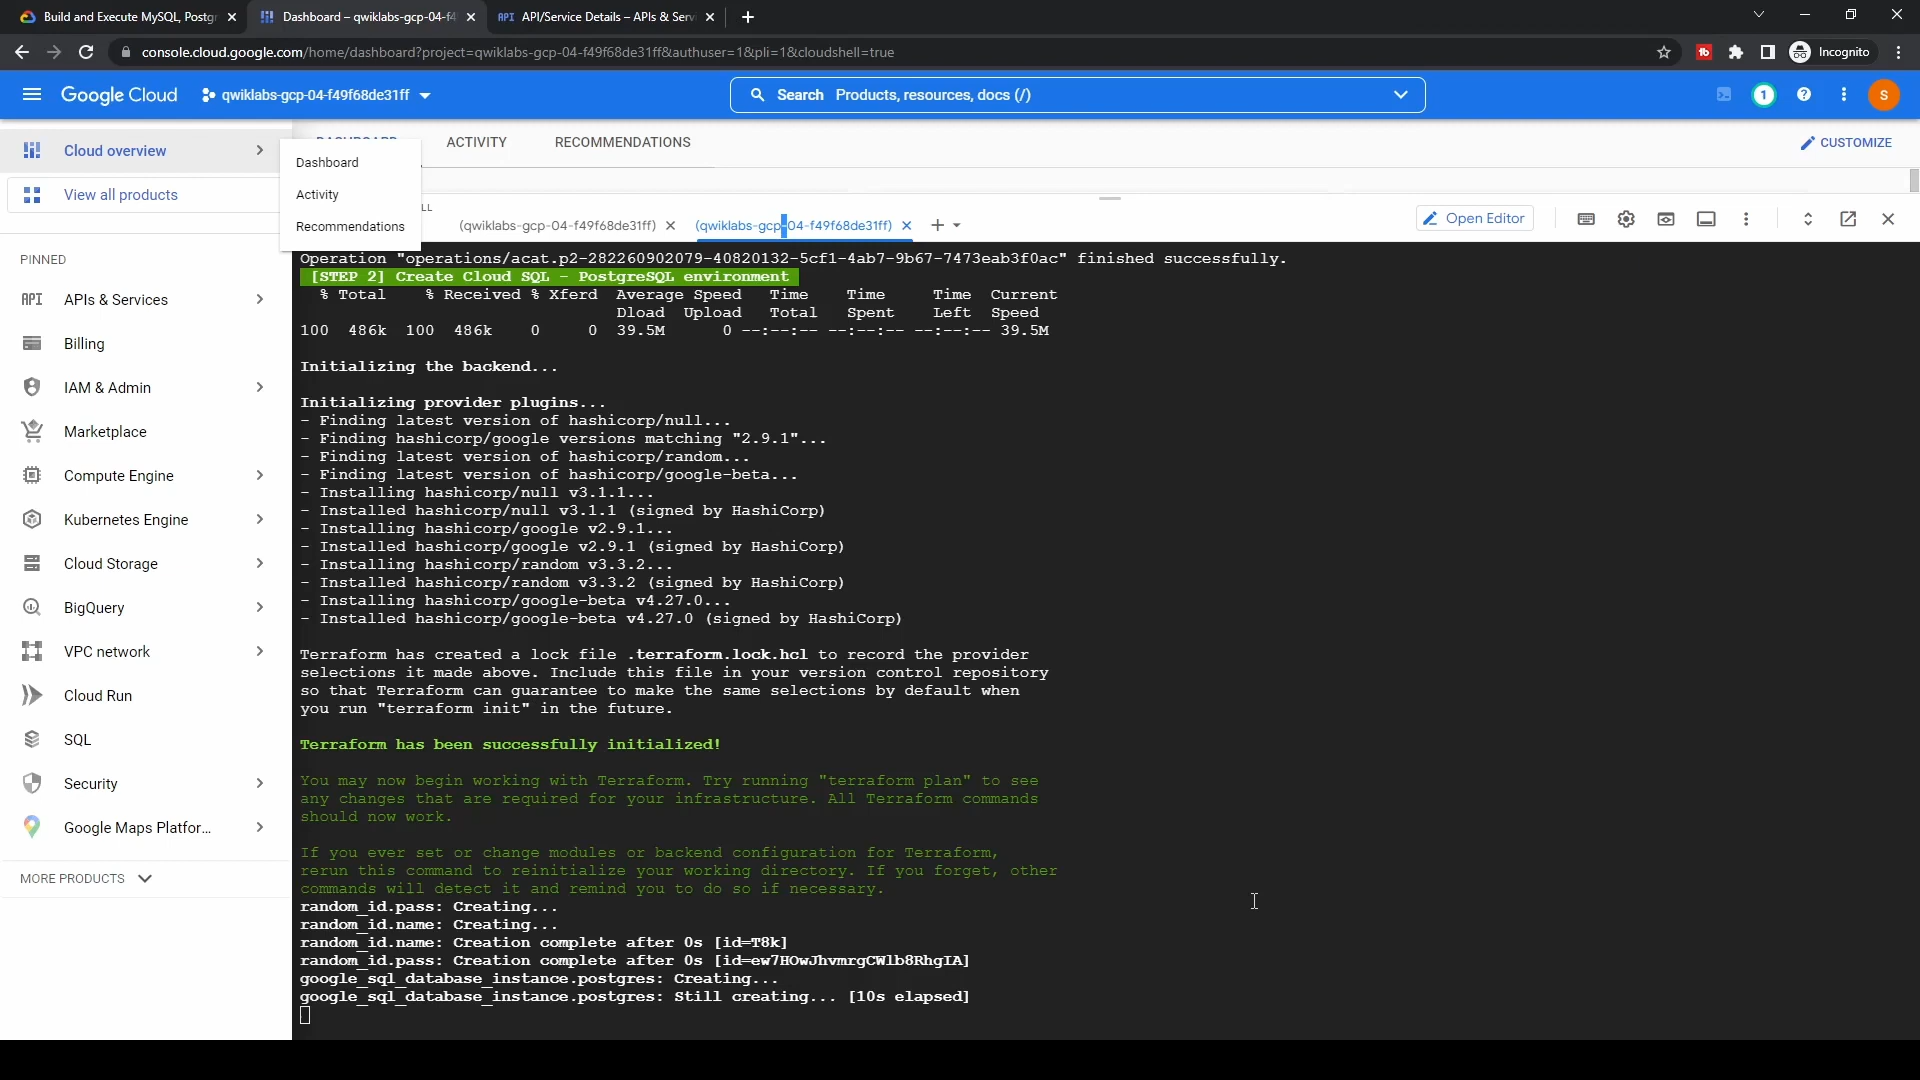 Build and Execute MySQL, Postgr
Dashboard – qwiklabs-gcp-04-f4
API API/Service Details – APIs & Serv
console.cloud.google.com/home/dashboard?project=qwiklabs-gcp-04-f49f68de31ff&authuser=1&pli=1&cloudshell=true
Incognito
Google Cloud
qwiklabs-gcp-04-f49f68de31ff
Search Products, resources, docs (/)
1
S
Cloud overview
View all products
PINNED
API APIs & Services
Billing
IAM & Admin
Marketplace
Compute Engine
Kubernetes Engine
Cloud Storage
BigQuery
VPC network
Cloud Run
SQL
Security
Google Maps Platfor...
MORE PRODUCTS
DASHBOARD
ACTIVITY
RECOMMENDATIONS
CUSTOMIZE
Dashboard
Activity
Recommendations
LL
(qwiklabs-gcp-04-f49f68de31ff)
(qwiklabs-gcp-04-f49f68de31ff)
Open Editor
Operation "operations/acat.p2-282260902079-40820132-5cf1-4ab7-9b67-7473eab3f0ac" finished successfully.
[STEP 2] Create Cloud SQL - PostgreSQL environment
% Total % Received % Xferd Average Speed Time Time Time Current
Dload Upload Total Spent Left Speed
100 486k 100 486k 0 0 39.5M 0 --:--:-- --:--:-- --:--:-- 39.5M
Initializing the backend...
Initializing provider plugins...
- Finding latest version of hashicorp/null...
- Finding hashicorp/google versions matching "2.9.1"...
- Finding latest version of hashicorp/random...
- Finding latest version of hashicorp/google-beta...
- Installing hashicorp/null v3.1.1...
- Installed hashicorp/null v3.1.1 (signed by HashiCorp)
- Installing hashicorp/google v2.9.1...
- Installed hashicorp/google v2.9.1 (signed by HashiCorp)
- Installing hashicorp/random v3.3.2...
- Installed hashicorp/random v3.3.2 (signed by HashiCorp)
- Installing hashicorp/google-beta v4.27.0...
- Installed hashicorp/google-beta v4.27.0 (signed by HashiCorp)
Terraform has created a lock file .terraform.lock.hcl to record the provider
selections it made above. Include this file in your version control repository
so that Terraform can guarantee to make the same selections by default when
you run "terraform init" in the future.
Terraform has been successfully initialized!
You may now begin working with Terraform. Try running "terraform plan" to see
any changes that are required for your infrastructure. All Terraform commands
should now work.
If you ever set or change modules or backend configuration for Terraform,
rerun this command to reinitialize your working directory. If you forget, other
commands will detect it and remind you to do so if necessary.
random_id.pass: Creating...
random_id.name: Creating...
random_id.name: Creation complete after 0s [id=T8k]
random_id.pass: Creation complete after 0s [id=ew7HOwJhvmrgCWlb8RhgIA]
google_sql_database_instance.postgres: Creating...
google_sql_database_instance.postgres: Still creating... [10s elapsed]